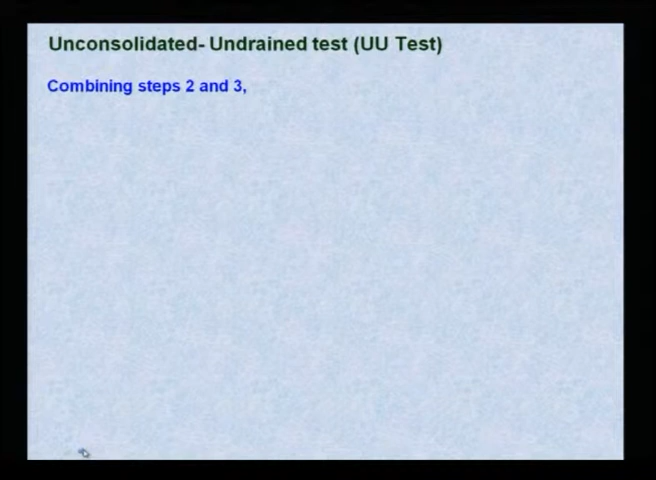 Unconsolidated- Undrained test (UU Test)
Combining steps 2 and 3,